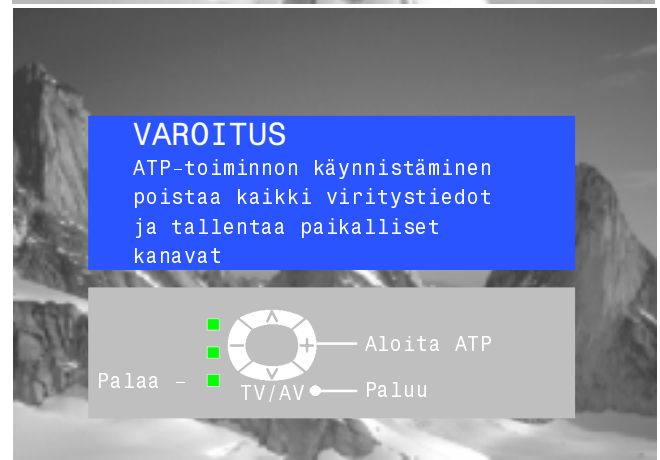 VAROITUS
ATP-toiminnon käynnistäminen
poistaa kaikki viritystiedot
ja tallentaa paikalliset
kanavat
Aloita ATP
Palaa -
TV/AV Paluu